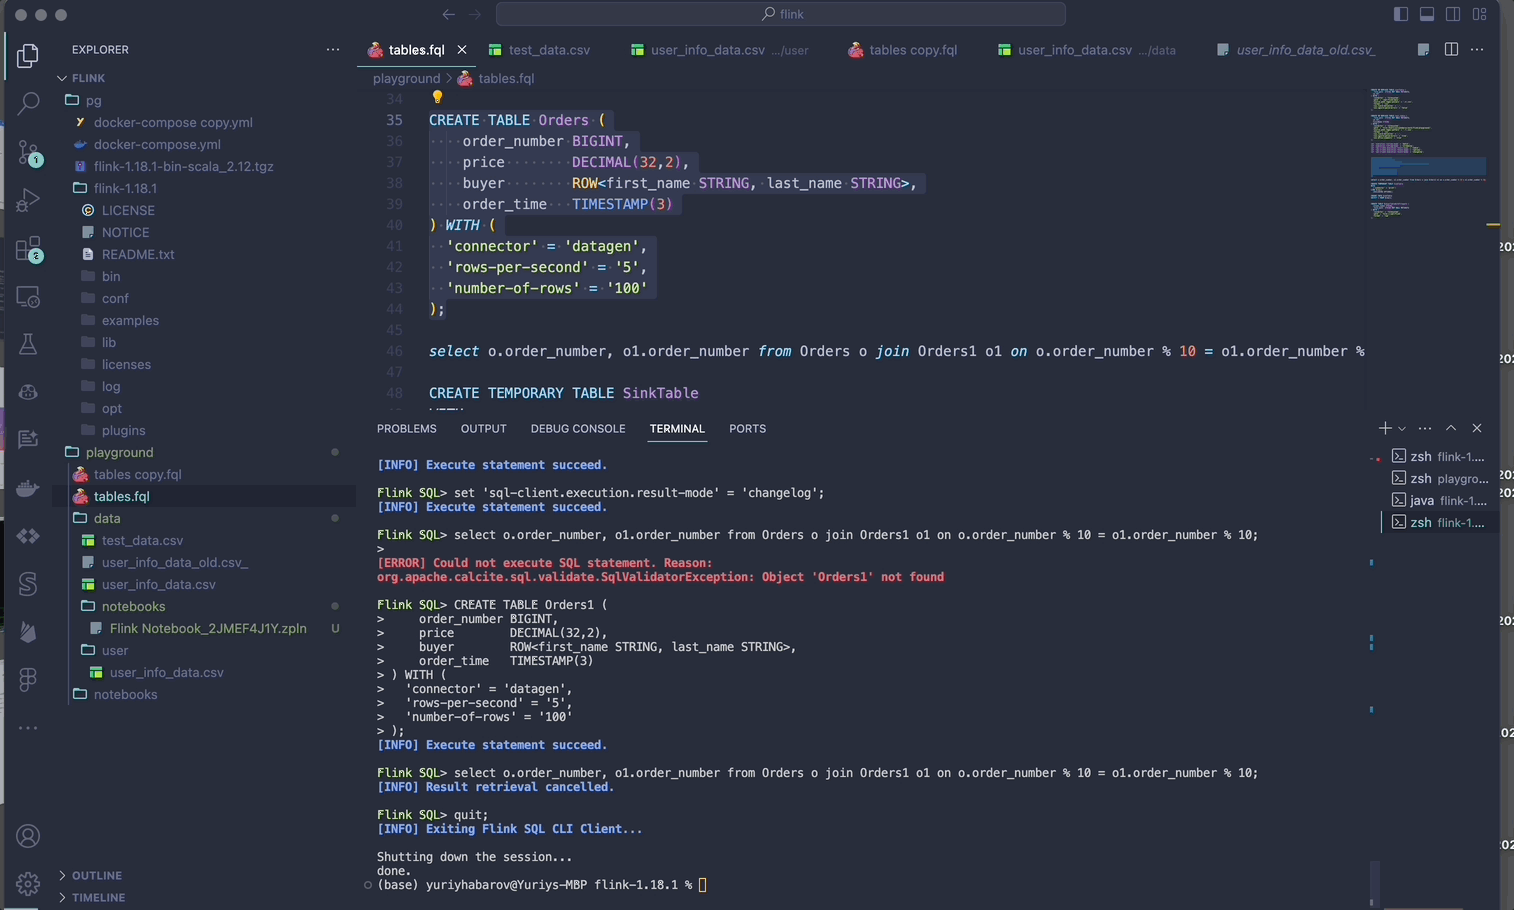 flink
EXPLORER
FLINK
pg
docker-compose copy.yml
docker-compose.yml
flink-1.18.1-bin-scala_2.12.tgz
flink-1.18.1
LICENSE
NOTICE
README.txt
bin
conf
examples
lib
licenses
log
opt
plugins
playground
tables copy.fql
tables.fql
data
test_data.csv
user_info_data_old.csv_
user_info_data.csv
notebooks
Flink Notebook_2JMEF4J1Y.zpln U
user
user_info_data.csv
notebooks
OUTLINE
TIMELINE
tables.fql test_data.csv user_info_data.csv .../user tables copy.fql user_info_data.csv .../data user_info_data_old.csv_
playground > tables.fql
34
35 CREATE TABLE Orders (
36 order_number BIGINT,
37 price DECIMAL(32,2),
38 buyer ROW<first_name STRING, last_name STRING>,
39 order_time TIMESTAMP(3)
40 ) WITH (
41 'connector' = 'datagen',
42 'rows-per-second' = '5',
43 'number-of-rows' = '100'
44 );
45
46 select o.order_number, o1.order_number from Orders o join Orders1 o1 on o.order_number % 10 = o1.order_number %
47
48 CREATE TEMPORARY TABLE SinkTable
PROBLEMS OUTPUT DEBUG CONSOLE TERMINAL PORTS
[INFO] Execute statement succeed.
Flink SQL> set 'sql-client.execution.result-mode' = 'changelog';
[INFO] Execute statement succeed.
Flink SQL> select o.order_number, o1.order_number from Orders o join Orders1 o1 on o.order_number % 10 = o1.order_number % 10;
>
[ERROR] Could not execute SQL statement. Reason:
org.apache.calcite.sql.validate.SqlValidatorException: Object 'Orders1' not found
Flink SQL> CREATE TABLE Orders1 (
> order_number BIGINT,
> price DECIMAL(32,2),
> buyer ROW<first_name STRING, last_name STRING>,
> order_time TIMESTAMP(3)
> ) WITH (
> 'connector' = 'datagen',
> 'rows-per-second' = '5',
> 'number-of-rows' = '100'
> );
[INFO] Execute statement succeed.
Flink SQL> select o.order_number, o1.order_number from Orders o join Orders1 o1 on o.order_number % 10 = o1.order_number % 10;
[INFO] Result retrieval cancelled.
Flink SQL> quit;
[INFO] Exiting Flink SQL CLI Client...
Shutting down the session...
done.
(base) yuriyhabarov@Yuriys-MBP flink-1.18.1 %
zsh flink-1....
zsh playgro...
java flink-1....
zsh flink-1....